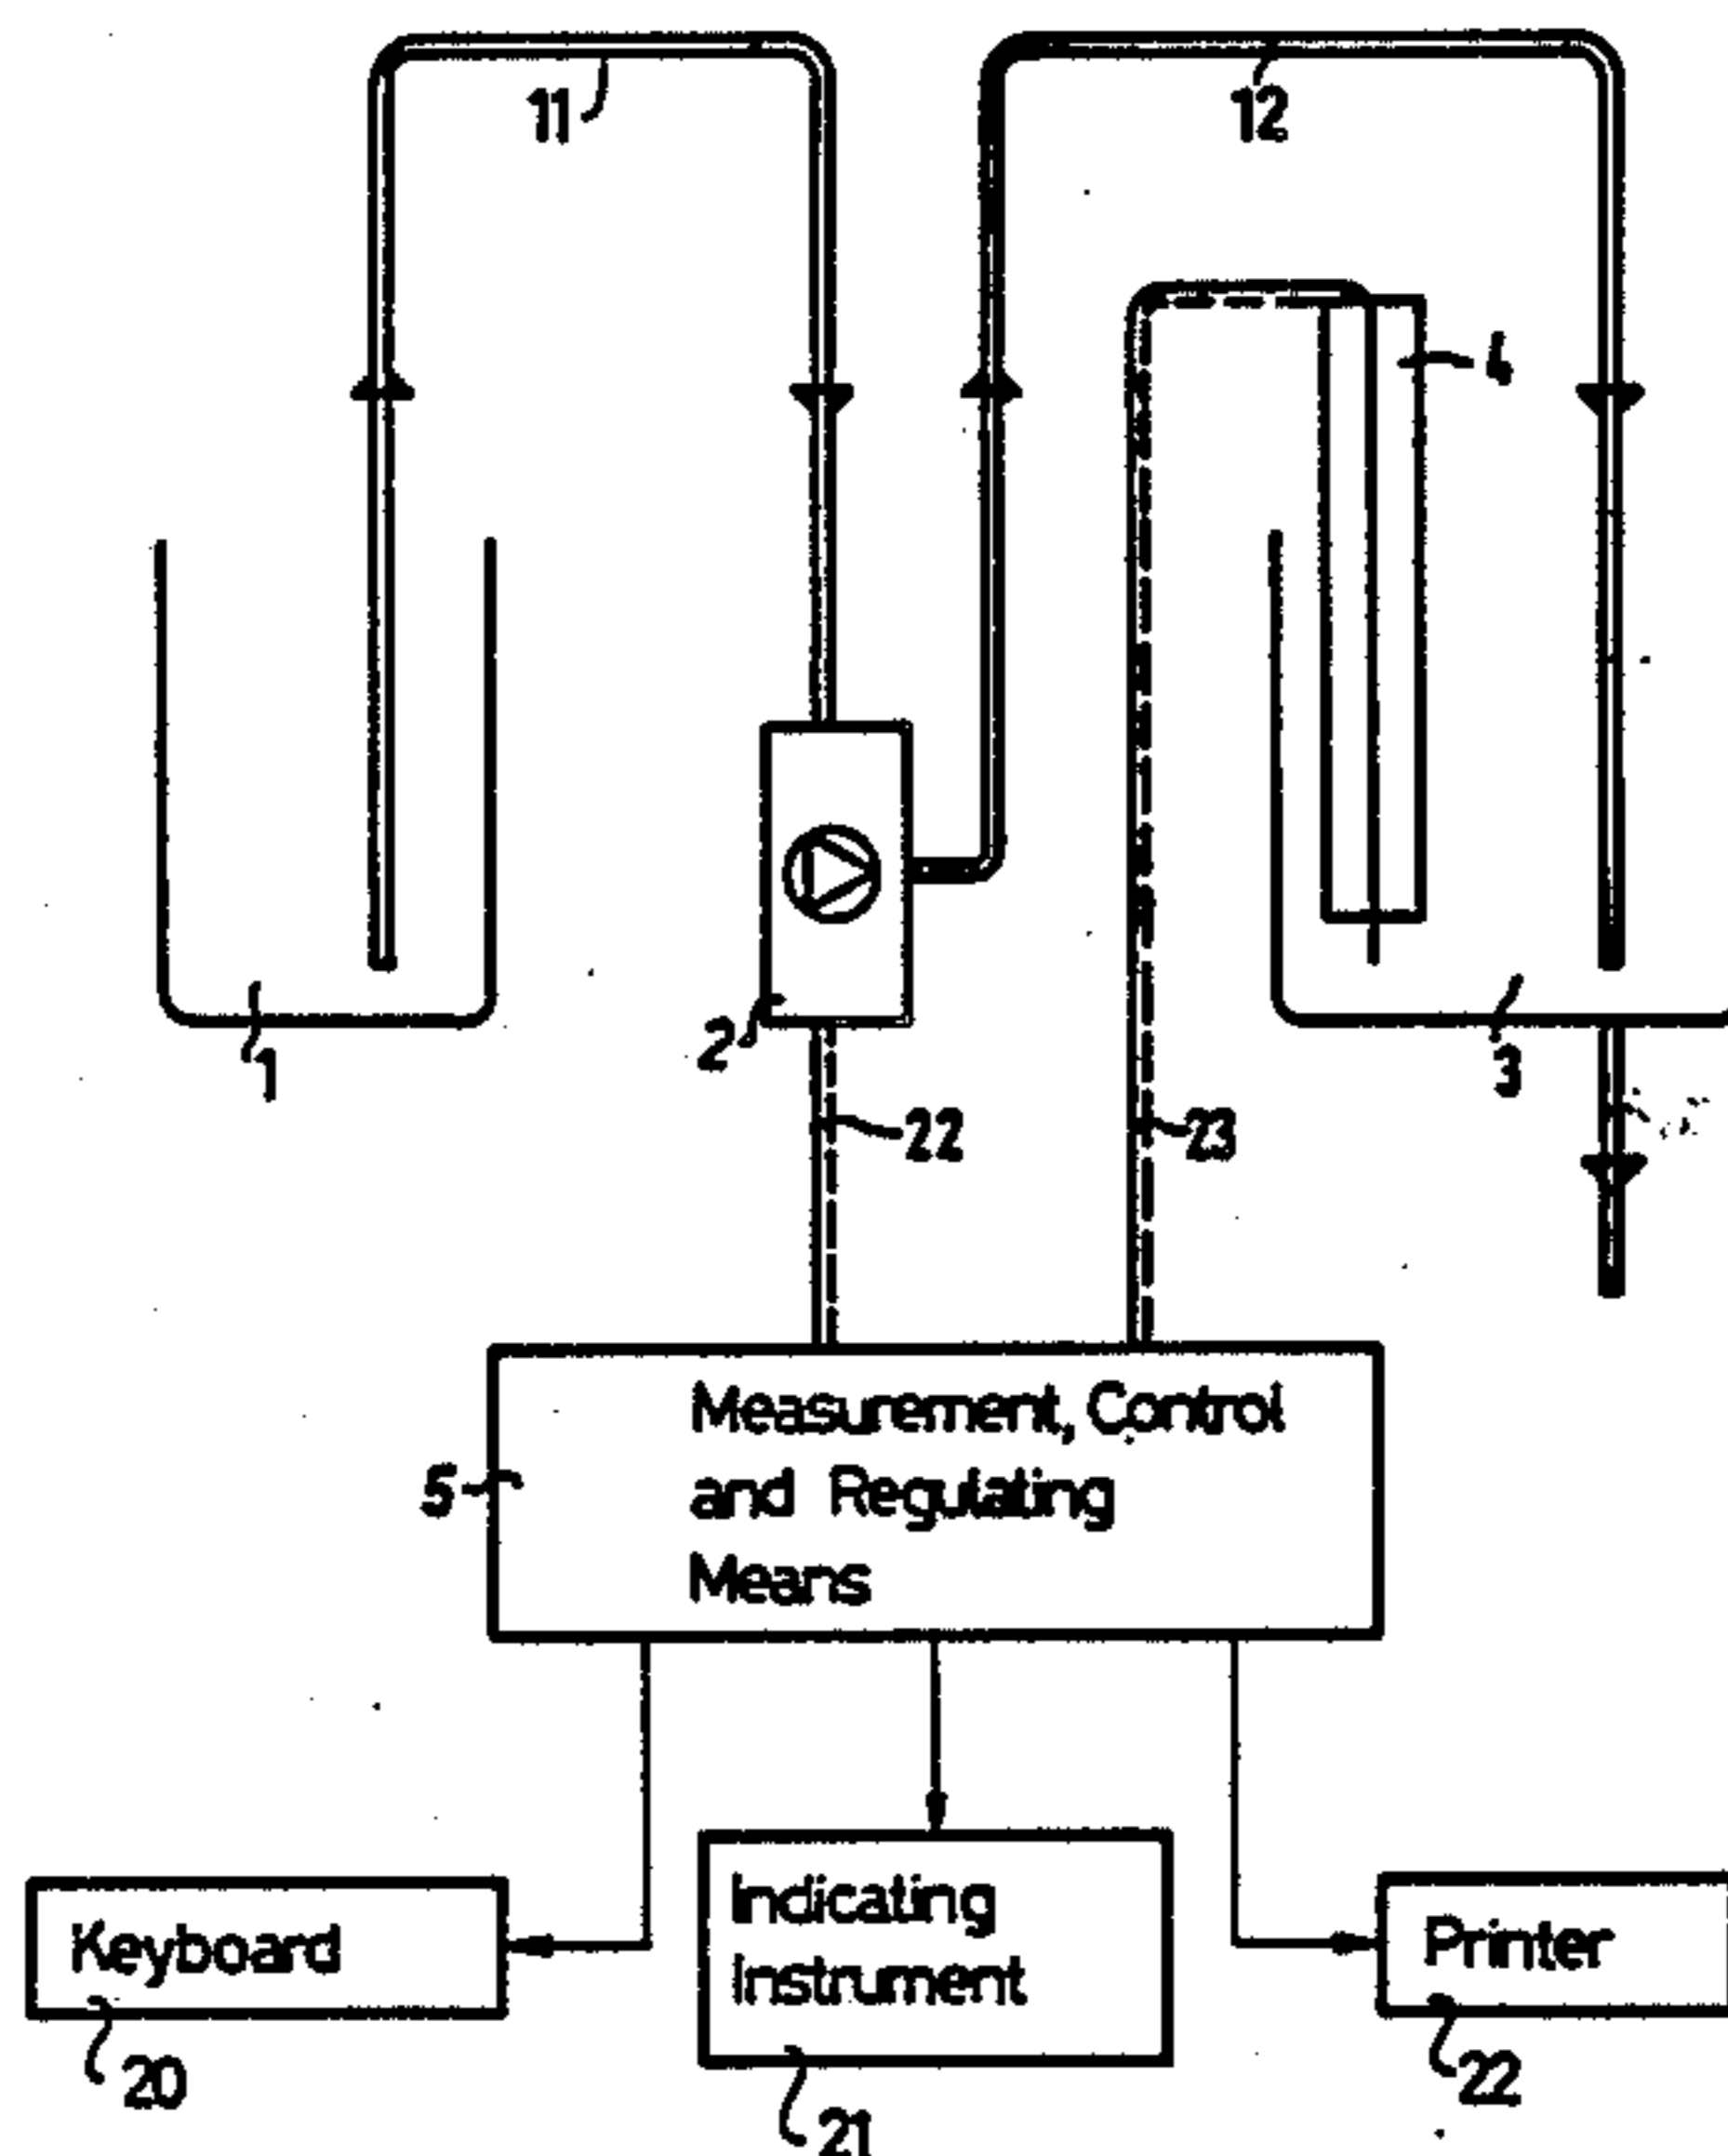 11
12
4
1
2
3
22
23
Measurement, Control
5
and Regulating
Means
Indicating
Keyboard
Instrument
Printer
20
21
22